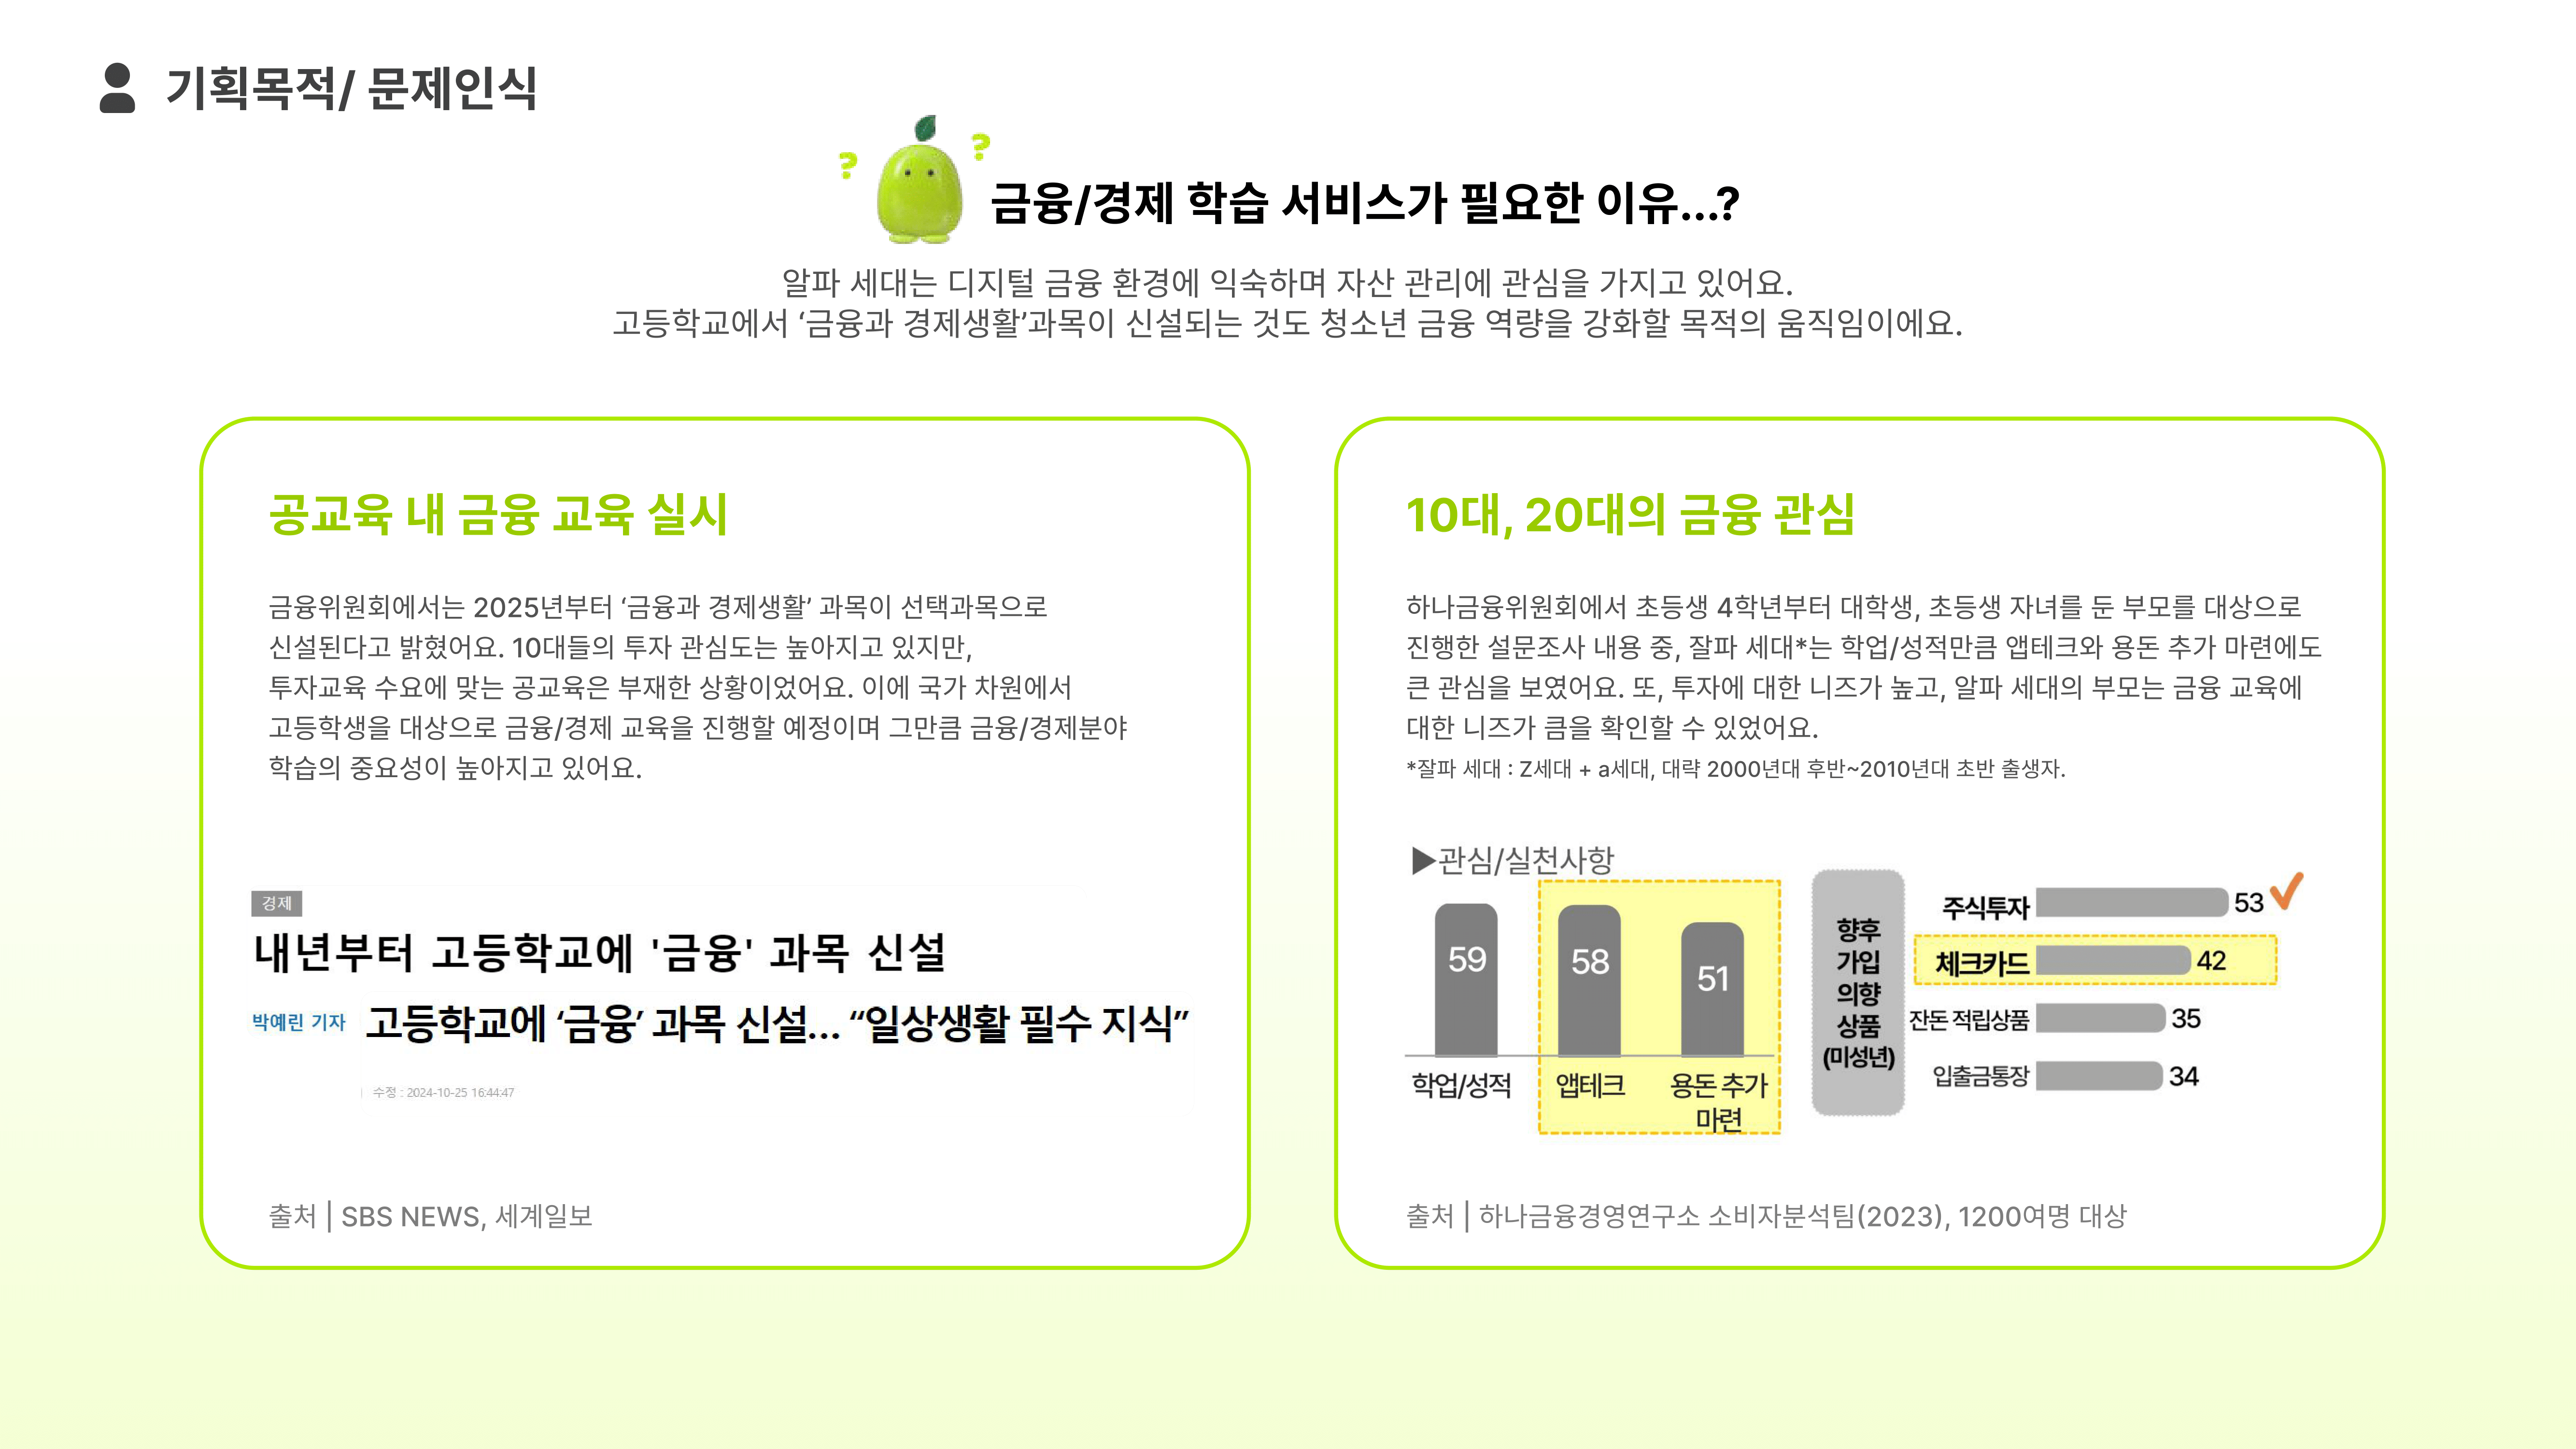 기획목적/ 문제인식
? ?
금융/경제 학습 서비스가 필요한 이유...?
알파 세대는 디지털 금융 환경에 익숙하며 자산 관리에 관심을 가지고 있어요.
고등학교에서 ‘금융과 경제생활’과목이 신설되는 것도 청소년 금융 역량을 강화할 목적의 움직임이에요.
공교육 내 금융 교육 실시
금융위원회에서는 2025년부터 ‘금융과 경제생활’ 과목이 선택과목으로
신설된다고 밝혔어요. 10대들의 투자 관심도는 높아지고 있지만,
투자교육 수요에 맞는 공교육은 부재한 상황이었어요. 이에 국가 차원에서
고등학생을 대상으로 금융/경제 교육을 진행할 예정이며 그만큼 금융/경제분야
학습의 중요성이 높아지고 있어요.
경제
내년부터 고등학교에 '금융' 과목 신설
박예린 기자
고등학교에 ‘금융’ 과목 신설… “일상생활 필수 지식”
수정 : 2024-10-25 16:44:47
출처 | SBS NEWS, 세계일보
10대, 20대의 금융 관심
하나금융위원회에서 초등생 4학년부터 대학생, 초등생 자녀를 둔 부모를 대상으로
진행한 설문조사 내용 중, 잘파 세대*는 학업/성적만큼 앱테크와 용돈 추가 마련에도
큰 관심을 보였어요. 또, 투자에 대한 니즈가 높고, 알파 세대의 부모는 금융 교육에
대한 니즈가 큼을 확인할 수 있었어요.
*잘파 세대 : Z세대 + a세대, 대략 2000년대 후반~2010년대 초반 출생자.
▶관심/실천사항
59 58 51
학업/성적 앱테크 용돈 추가
마련
향후
가입
의향
상품
(미성년)
주식투자 53
체크카드 42
잔돈 적립상품 35
입출금통장 34
출처 | 하나금융경영연구소 소비자분석팀(2023), 1200여명 대상